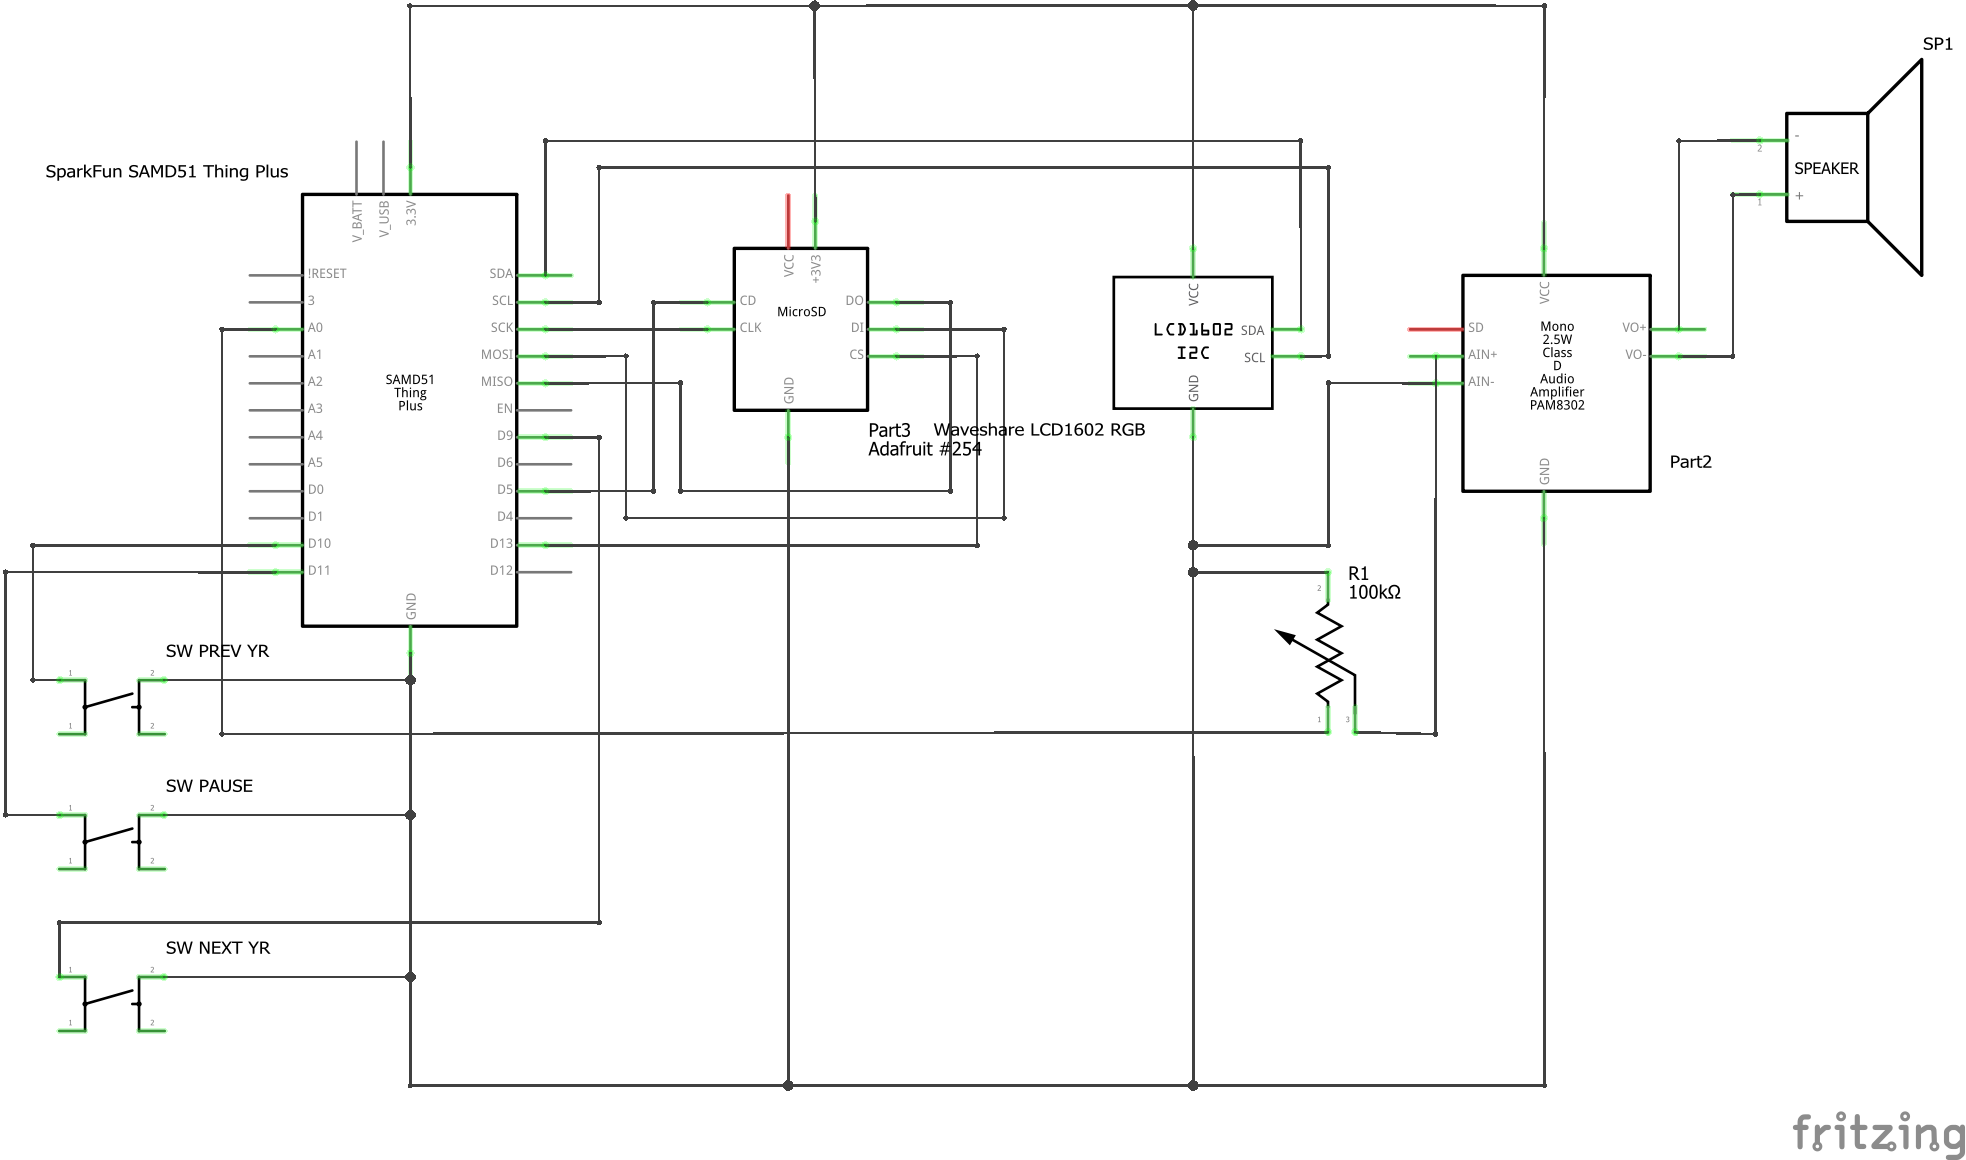 SP1
SparkFun SAMD51 Thing Plus
V_BATT
V_USB
3.3V
!RESET
3
A0
A1
A2
A3
A4
A5
D0
D1
D10
D11
SAMD51
Thing
Plus
SDA
SCL
SCK
MOSI
MISO
EN
D9
D6
D5
D4
D13
D12
GND
VCC
+3V3
CD
CLK
MicroSD
DO
DI
CS
GND
Part3
Adafruit #254
Waveshare LCD1602 RGB
VCC
LCD1602
I2C
SDA
SCL
GND
VCC
SD
AIN+
AIN-
Mono
2.5W
Class
D
Audio
Amplifier
PAM8302
VO+
VO-
GND
Part2
-
2
SPEAKER
+
1
R1
100kΩ
2
1
3
SW PREV YR
1
2
1
2
SW PAUSE
1
2
1
2
SW NEXT YR
1
2
1
2
fritzing